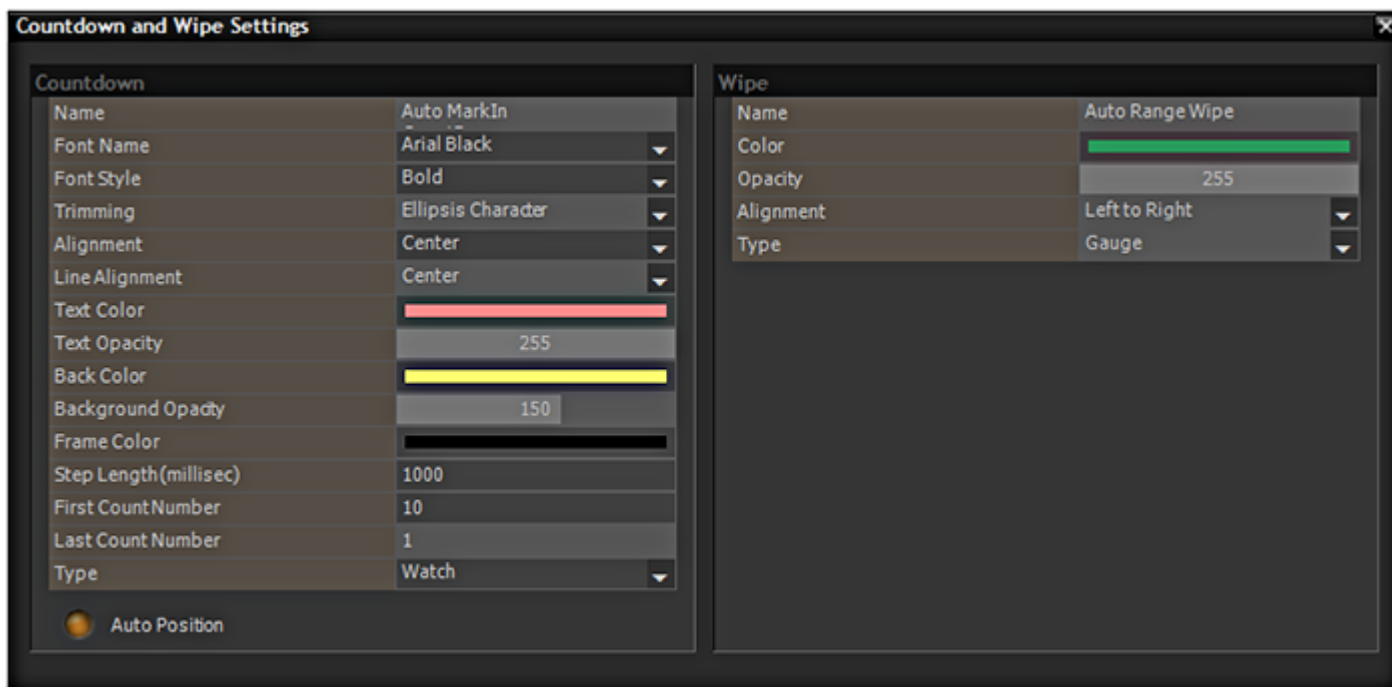 Countdown and Wipe Settings
Countdown
Name Auto MarkIn
Font Name Arial Black
Font Style Bold
Trimming Ellipsis Character
Alignment Center
Line Alignment Center
Text Color
Text Opacity 255
Back Color
Background Opacity 150
Frame Color
Step Length(millisec) 1000
First Count Number 10
Last Count Number 1
Type Watch
Auto Position
Wipe
Name Auto Range Wipe
Color
Opacity 255
Alignment Left to Right
Type Gauge